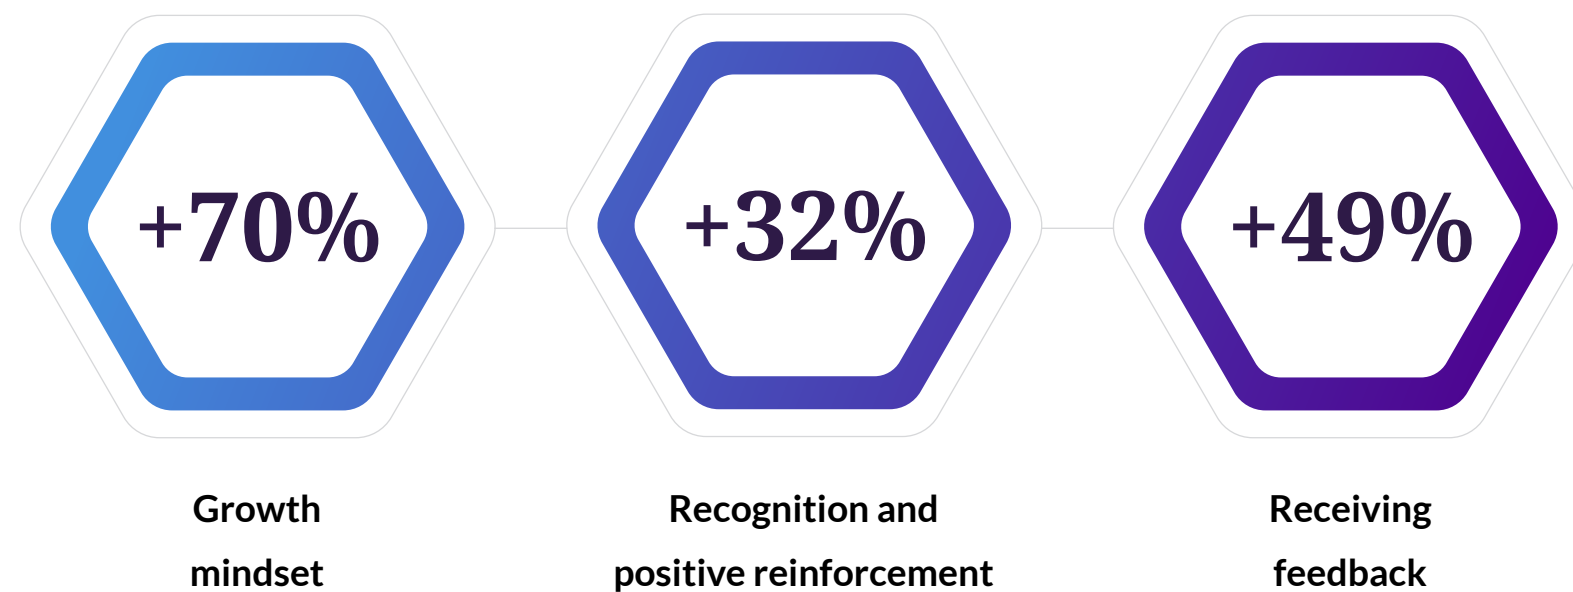 +70%
+32%
+49%
Growth
mindset
Recognition and
positive reinforcement
Receiving
feedback